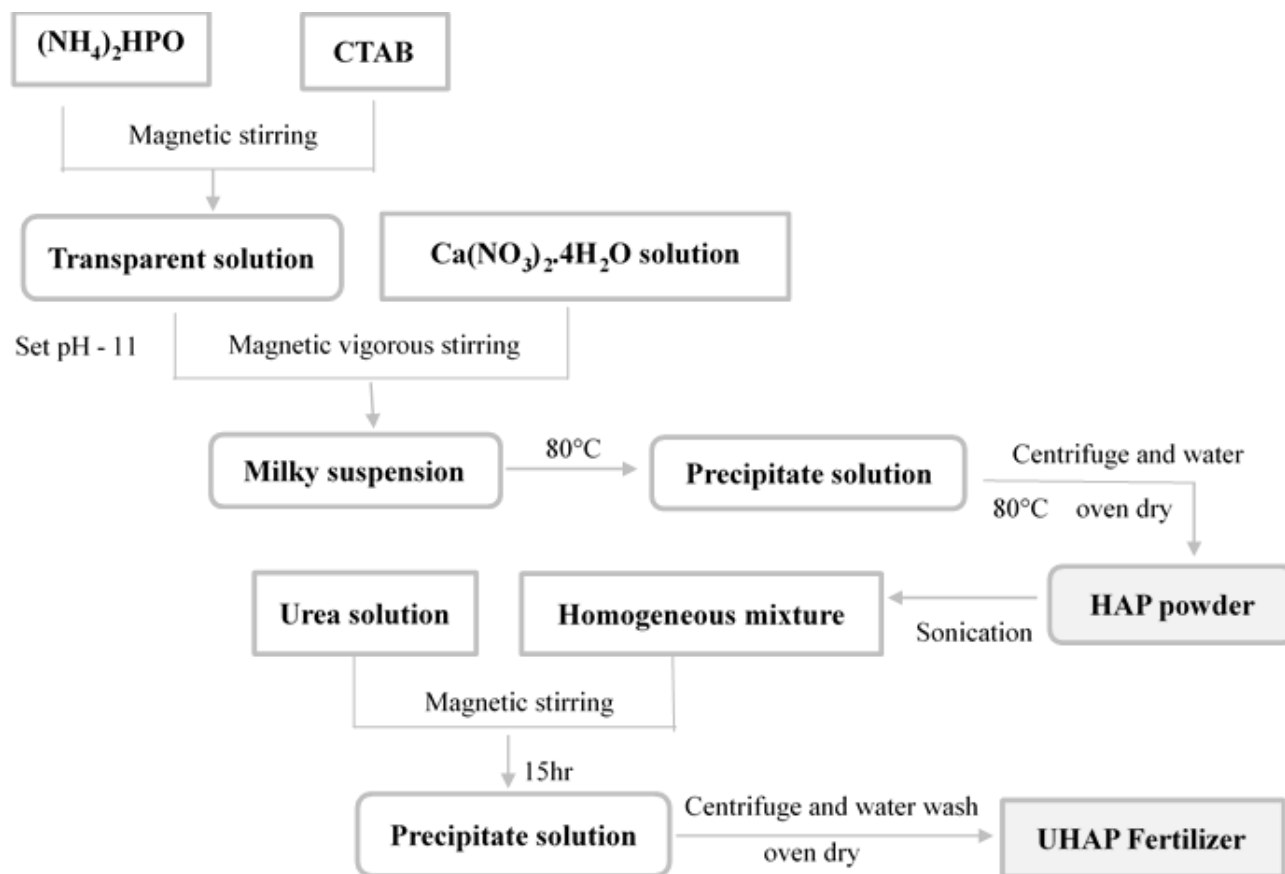 (NH₄)₂HPO
CTAB
Magnetic stirring
Transparent solution
Ca(NO₃)₂.4H₂O solution
Set pH - 11
Magnetic vigorous stirring
Milky suspension
80°C
Precipitate solution
Centrifuge and water
80°C oven dry
HAP powder
Sonication
Homogeneous mixture
Urea solution
Magnetic stirring
15hr
Precipitate solution
Centrifuge and water wash
oven dry
UHAP Fertilizer